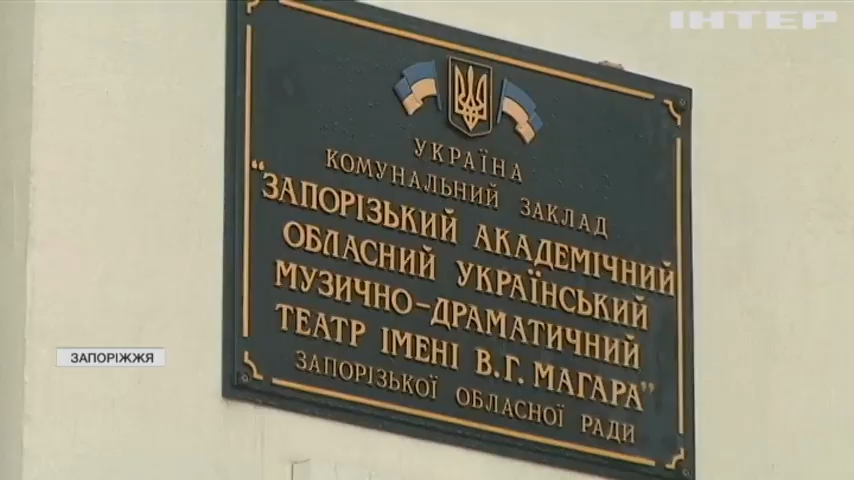 ІНТЕР
УКРАЇНА
КОМУНАЛЬНИЙ ЗАКЛАД
"ЗАПОРІЗЬКИЙ АКАДЕМІЧНИЙ
ОБЛАСНИЙ УКРАЇНСЬКИЙ
МУЗИЧНО-ДРАМАТИЧНИЙ
ТЕАТР ІМЕНІ В.Г. МАГАРА"
ЗАПОРІЗЬКОЇ ОБЛАСНОЇ РАДИ
ЗАПОРІЖЖЯ